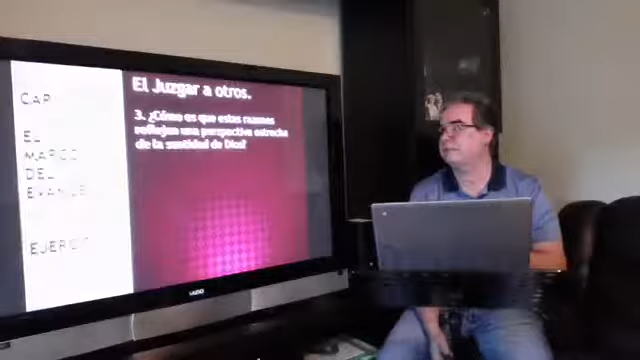 CAP
EL
MARCO
DEL
El Juzgar a otros.
3. ¿Cómo es que estas razones
reflejan una perspectiva estrecha
de la santidad de Dios?
VIZIO